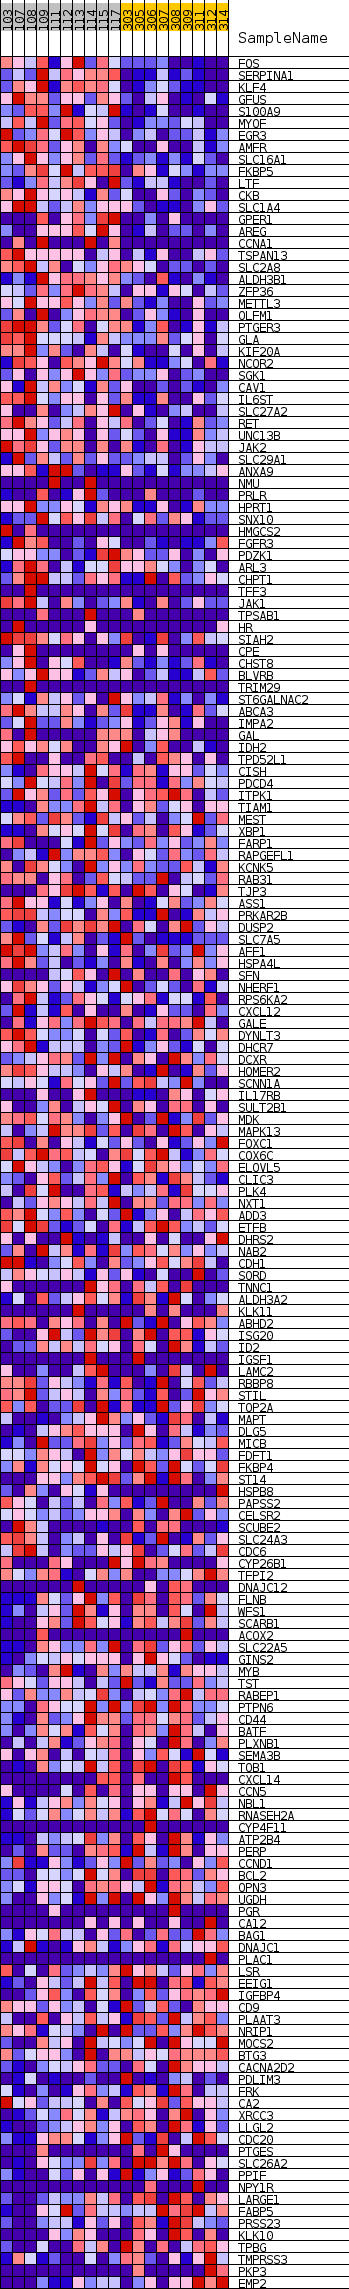 103 107 108 109 111 112 113 114 115 117 303 305 306 307 308 309 311 312 314
SampleName
FOS
SERPINA1
KLF4
GFUS
S100A9
MYOF
EGR3
AMFR
SLC16A1
FKBP5
LTF
CKB
SLC1A4
GPER1
AREG
CCNA1
TSPAN13
SLC2A8
ALDH3B1
ZFP36
METTL3
OLFM1
PTGER3
GLA
KIF20A
NCOR2
SGK1
CAV1
IL6ST
SLC27A2
RET
UNC13B
JAK2
SLC29A1
ANXA9
NMU
PRLR
HPRT1
SNX10
HMGCS2
FGFR3
PDZK1
ARL3
CHPT1
TFF3
JAK1
TPSAB1
HR
SIAH2
CPE
CHST8
BLVRB
TRIM29
ST6GALNAC2
ABCA3
IMPA2
GAL
IDH2
TPD52L1
CISH
PDCD4
ITPK1
TIAM1
MEST
XBP1
FARP1
RAPGEFL1
KCNK5
RAB31
TJP3
ASS1
PRKAR2B
DUSP2
SLC7A5
AFF1
HSPA4L
SFN
NHERF1
RPS6KA2
CXCL12
GALE
DYNLT3
DHCR7
DCXR
HOMER2
SCNN1A
IL17RB
SULT2B1
MDK
MAPK13
FOXC1
COX6C
ELOVL5
CLIC3
PLK4
NXT1
ADD3
ETFB
DHRS2
NAB2
CDH1
SORD
TNNC1
ALDH3A2
KLK11
ABHD2
ISG20
ID2
IGSF1
LAMC2
RBBP8
STIL
TOP2A
MAPT
DLG5
MICB
FDFT1
FKBP4
ST14
HSPB8
PAPSS2
CELSR2
SCUBE2
SLC24A3
CDC6
CYP26B1
TFPI2
DNAJC12
FLNB
WFS1
SCARB1
ACOX2
SLC22A5
GINS2
MYB
TST
RABEP1
PTPN6
CD44
BATF
PLXNB1
SEMA3B
TOB1
CXCL14
CCN5
NBL1
RNASEH2A
CYP4F11
ATP2B4
PERP
CCND1
BCL2
OPN3
UGDH
PGR
CA12
BAG1
DNAJC1
PLAC1
LSR
EEIG1
IGFBP4
CD9
PLAAT3
NRIP1
MOCS2
BTG3
CACNA2D2
PDLIM3
FRK
CA2
XRCC3
LLGL2
CDC20
PTGES
SLC26A2
PPIF
NPY1R
LARGE1
FABP5
PRSS23
KLK10
TPBG
TMPRSS3
PKP3
EMP2